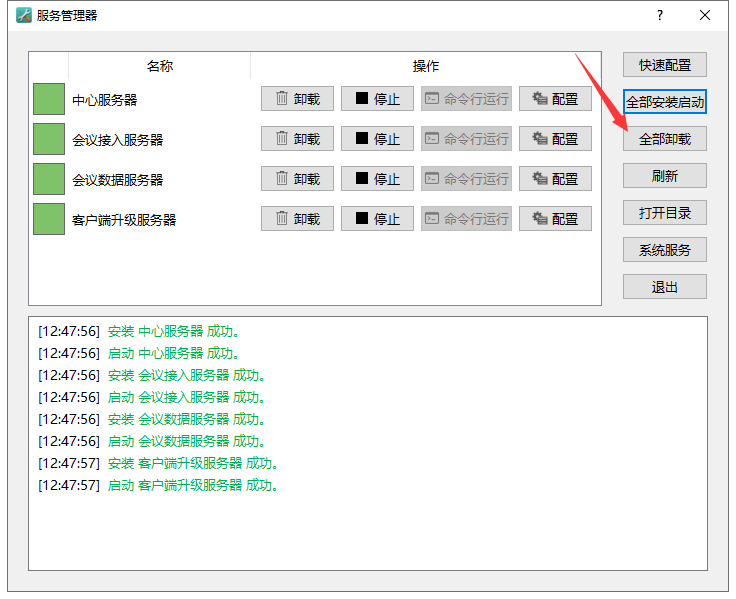 服务管理器
名称 操作
快速配置
中心服务器 卸载 停止 命令行运行 配置
全部安装启动
会议接入服务器 卸载 停止 命令行运行 配置
全部卸载
会议数据服务器 卸载 停止 命令行运行 配置
刷新
客户端升级服务器 卸载 停止 命令行运行 配置
打开目录
系统服务
退出
[12:47:56] 安装 中心服务器 成功。
[12:47:56] 启动 中心服务器 成功。
[12:47:56] 安装 会议接入服务器 成功。
[12:47:56] 启动 会议接入服务器 成功。
[12:47:56] 安装 会议数据服务器 成功。
[12:47:56] 启动 会议数据服务器 成功。
[12:47:57] 安装 客户端升级服务器 成功。
[12:47:57] 启动 客户端升级服务器 成功。